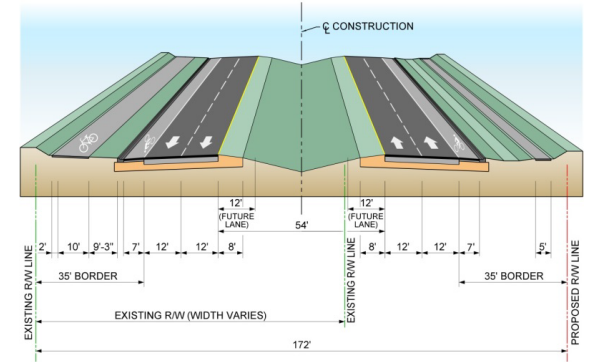 ℄ CONSTRUCTION
12'
(FUTURE
LANE)
12'
(FUTURE
LANE)
54'
2'
10'
9'-3"
7'
12'
12'
8'
8'
12'
12'
7'
5'
35' BORDER
35' BORDER
EXISTING R/W LINE
EXISTING R/W LINE
PROPOSED R/W LINE
EXISTING R/W (WIDTH VARIES)
172'